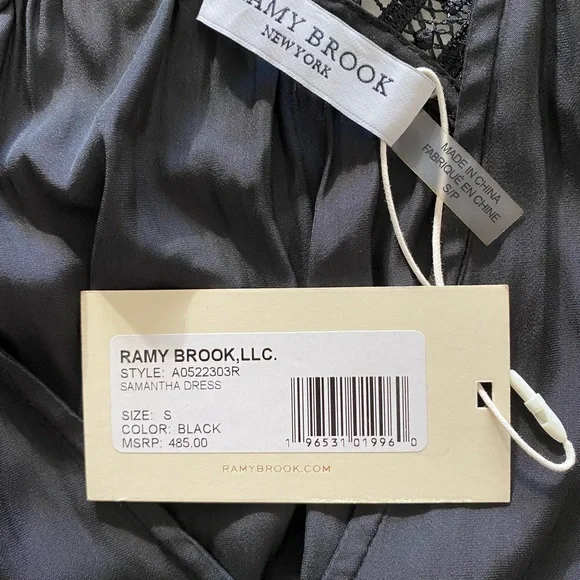 RAMY BROOK
NEW YORK
MADE IN CHINA
FABRIQUÉ EN CHINE
S/P
RAMY BROOK,LLC.
STYLE: A0522303R
SAMANTHA DRESS
SIZE: S
COLOR: BLACK
MSRP: 485.00
1 96531 01996 0
RAMYBROOK.COM